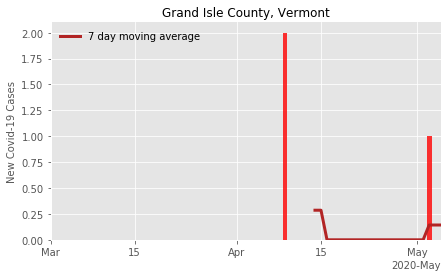 Grand Isle County, Vermont
7 day moving average
New Covid-19 Cases
2.00
1.75
1.50
1.25
1.00
0.75
0.50
0.25
0.00
Mar
15
Apr
15
May
2020-May